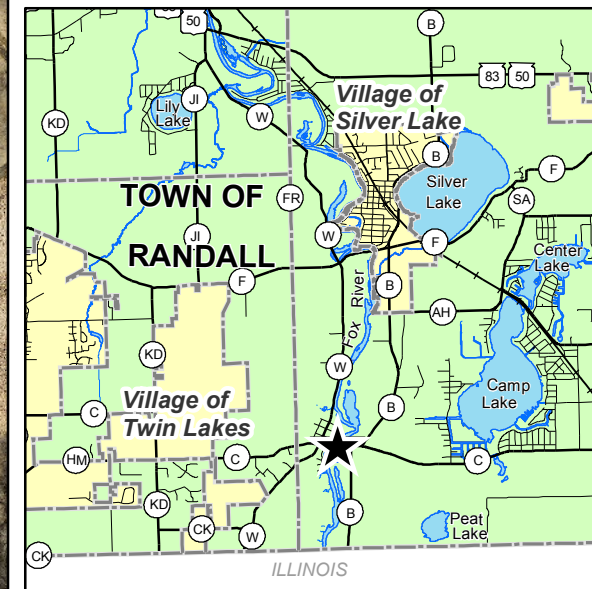 83 50
B
83 50
Village of
Silver Lake
Lily
Lake
JI
KD
W
B
F
Silver
Lake
TOWN OF
RANDALL
FR
SA
JI
W
F
Center
Lake
F
B
AH
Fox River
KD
W
Camp
Lake
Village of
Twin Lakes
C
B
HM
C
C
KD
CK
W
B
Peat
Lake
CK
ILLINOIS